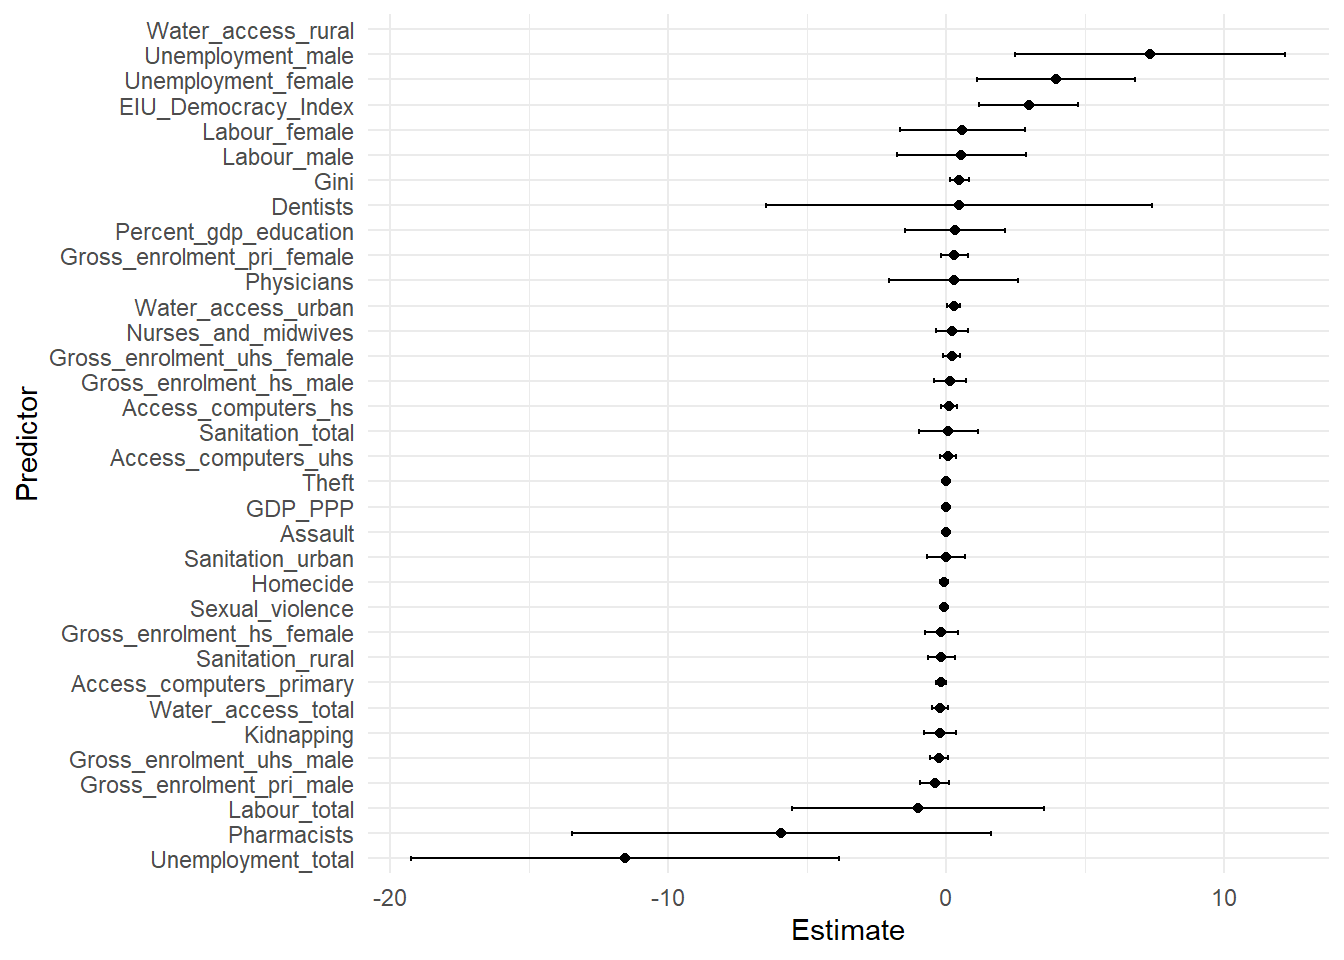 Water_access_rural
Unemployment_male
Unemployment_female
EIU_Democracy_Index
Labour_female
Labour_male
Gini
Dentists
Percent_gdp_education
Gross_enrolment_pri_female
Physicians
Water_access_urban
Nurses_and_midwives
Gross_enrolment_uhs_female
Gross_enrolment_hs_male
Access_computers_hs
Sanitation_total
Access_computers_uhs
Theft
GDP_PPP
Assault
Sanitation_urban
Homecide
Sexual_violence
Gross_enrolment_hs_female
Sanitation_rural
Access_computers_primary
Water_access_total
Kidnapping
Gross_enrolment_uhs_male
Gross_enrolment_pri_male
Labour_total
Pharmacists
Unemployment_total
Predictor
-20 -10 0 10
Estimate